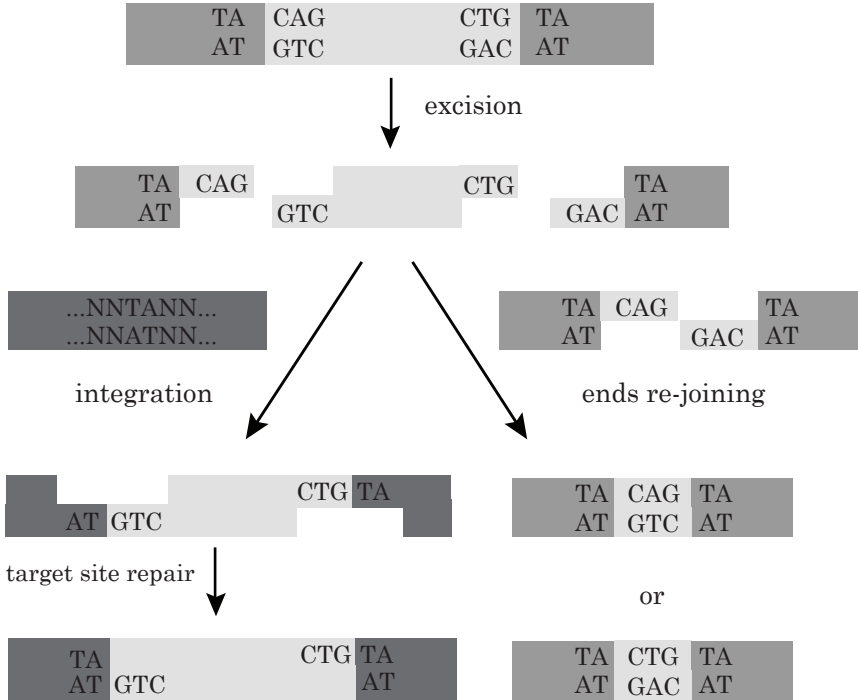 TA CAG CTG TA
AT GTC GAC AT
excision
TA CAG CTG TA
AT GTC GAC AT
...NNTANN...
...NNATNN...
integration
TA CAG TA
AT GAC AT
ends re-joining
CTG TA
AT GTC
target site repair
TA CTG TA
AT GTC AT
TA CAG TA
AT GTC AT
or
TA CTG TA
AT GAC AT